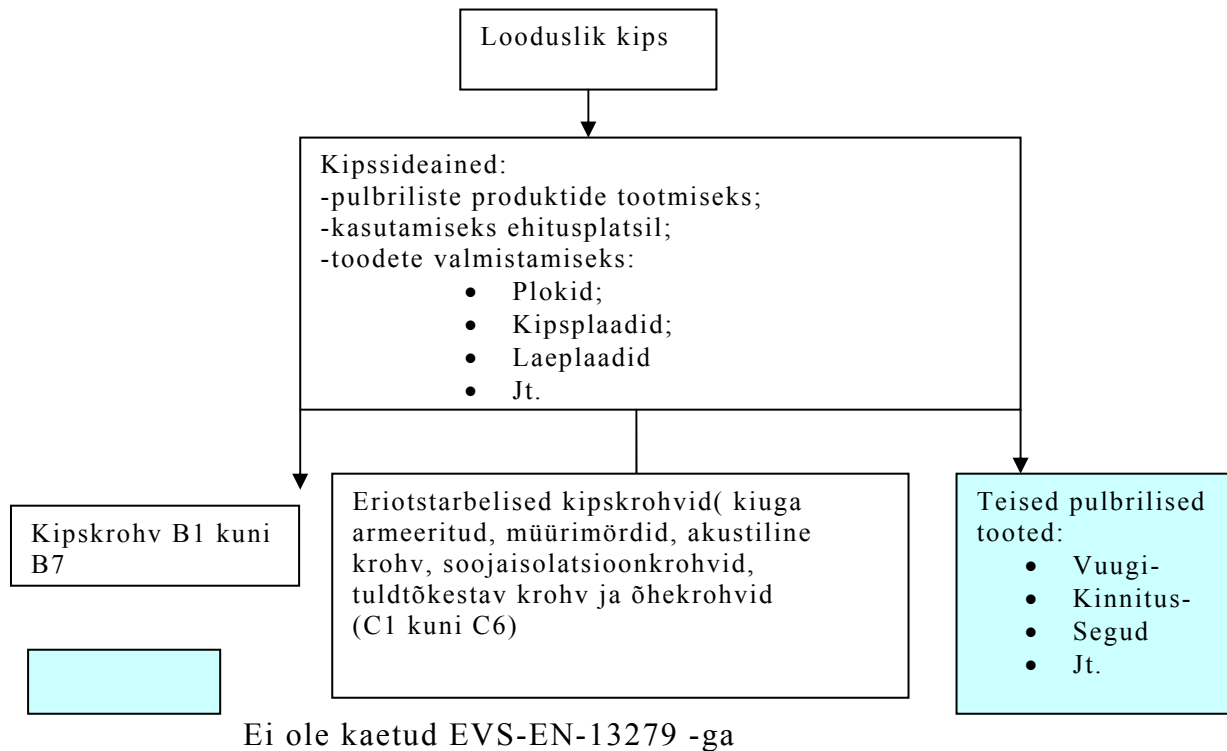 Looduslik kips
Kipssideained:
-pulbriliste produktide tootmiseks;
-kasutamiseks ehitusplatsil;
-toodete valmistamiseks:
• Plokid;
• Kipsplaadid;
• Laeplaadid
• Jt.
Kipskrohv B1 kuni
B7
Eriotstarbelised kipskrohvid( kiuga
armeeritud, müürimördid, akustiline
krohv, soojaisolatsioonkrohvid,
tuldtõkestav krohv ja õhekrohvid
(C1 kuni C6)
Teised pulbrilised
tooted:
• Vuugi-
• Kinnitus-
• Segud
• Jt.
Ei ole kaetud EVS-EN-13279 -ga